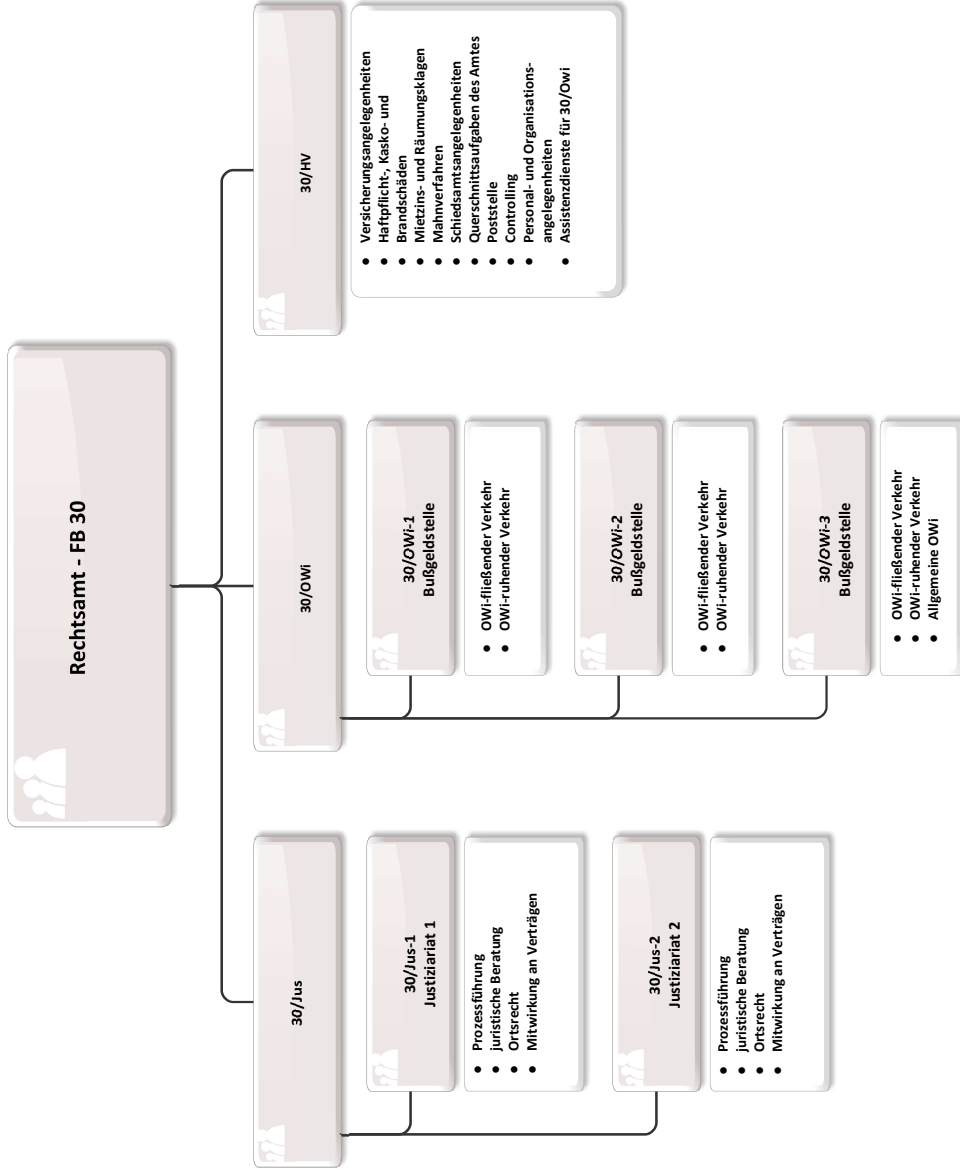 Rechtsamt - FB 30
30/Jus
30/Jus-1
Justiziariat 1
● Prozessführung
● juristische Beratung
● Ortsrecht
● Mitwirkung an Verträgen
30/Jus-2
Justiziariat 2
● Prozessführung
● juristische Beratung
● Ortsrecht
● Mitwirkung an Verträgen
30/OWi
30/OWi-1
Bußgeldstelle
● OWi-fließender Verkehr
● OWi-ruhender Verkehr
30/OWi-2
Bußgeldstelle
● OWi-fließender Verkehr
● OWi-ruhender Verkehr
30/OWi-3
Bußgeldstelle
● OWi-fließender Verkehr
● OWi-ruhender Verkehr
● Allgemeine OWi
30/HV
● Versicherungsangelegenheiten
● Haftpflicht-, Kasko- und
● Brandschäden
● Mietzins- und Räumungsklagen
● Mahnverfahren
● Schiedsamtsangelegenheiten
● Querschnittsaufgaben des Amtes
● Poststelle
● Controlling
● Personal- und Organisations-
angelegenheiten
● Assistenzdienste für 30/Owi